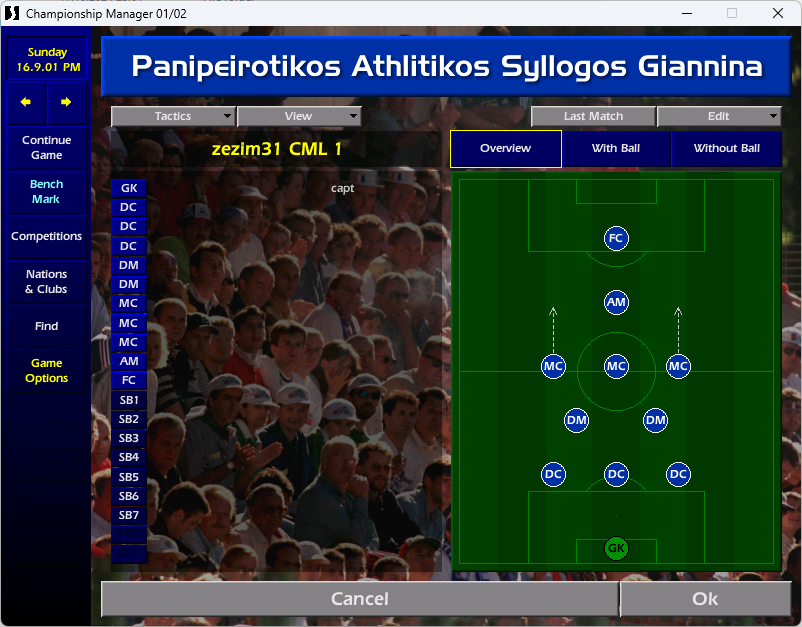 Championship Manager 01/02
Sunday
16.9.01 PM
Continue
Game
Bench
Mark
Competitions
Nations
& Clubs
Find
Game
Options
Panipeirotikos Athlitikos Syllogos Giannina
Tactics
View
Last Match
Edit
zezim31 CML 1
Overview
With Ball
Without Ball
GK capt
DC
DC
DC
DM
DM
MC
MC
MC
AM
FC
SB1
SB2
SB3
SB4
SB5
SB6
SB7
FC
AM
MC MC MC
DM DM
DC DC DC
GK
Cancel
Ok